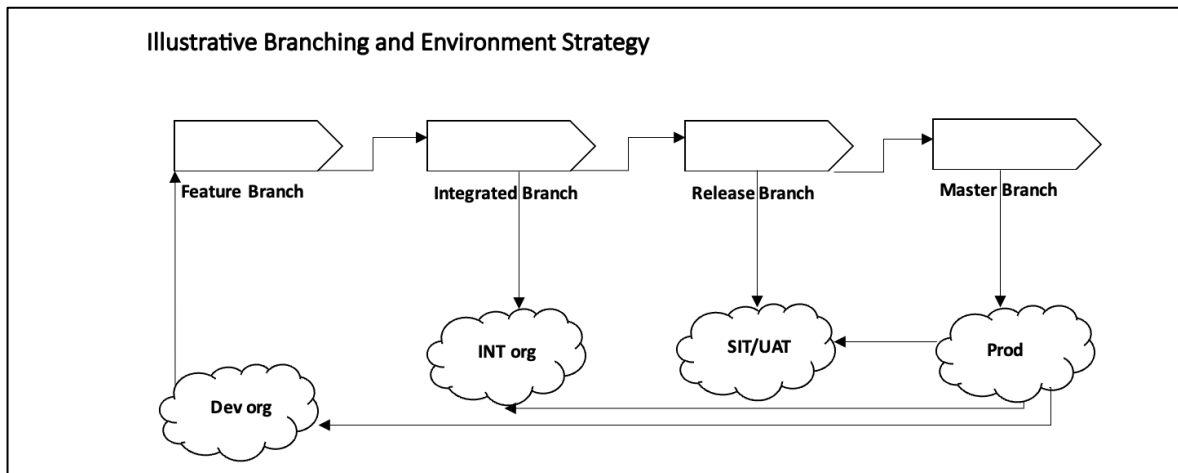 Illustrative Branching and Environment Strategy
Feature Branch
Integrated Branch
Release Branch
Master Branch
INT org
SIT/UAT
Prod
Dev org